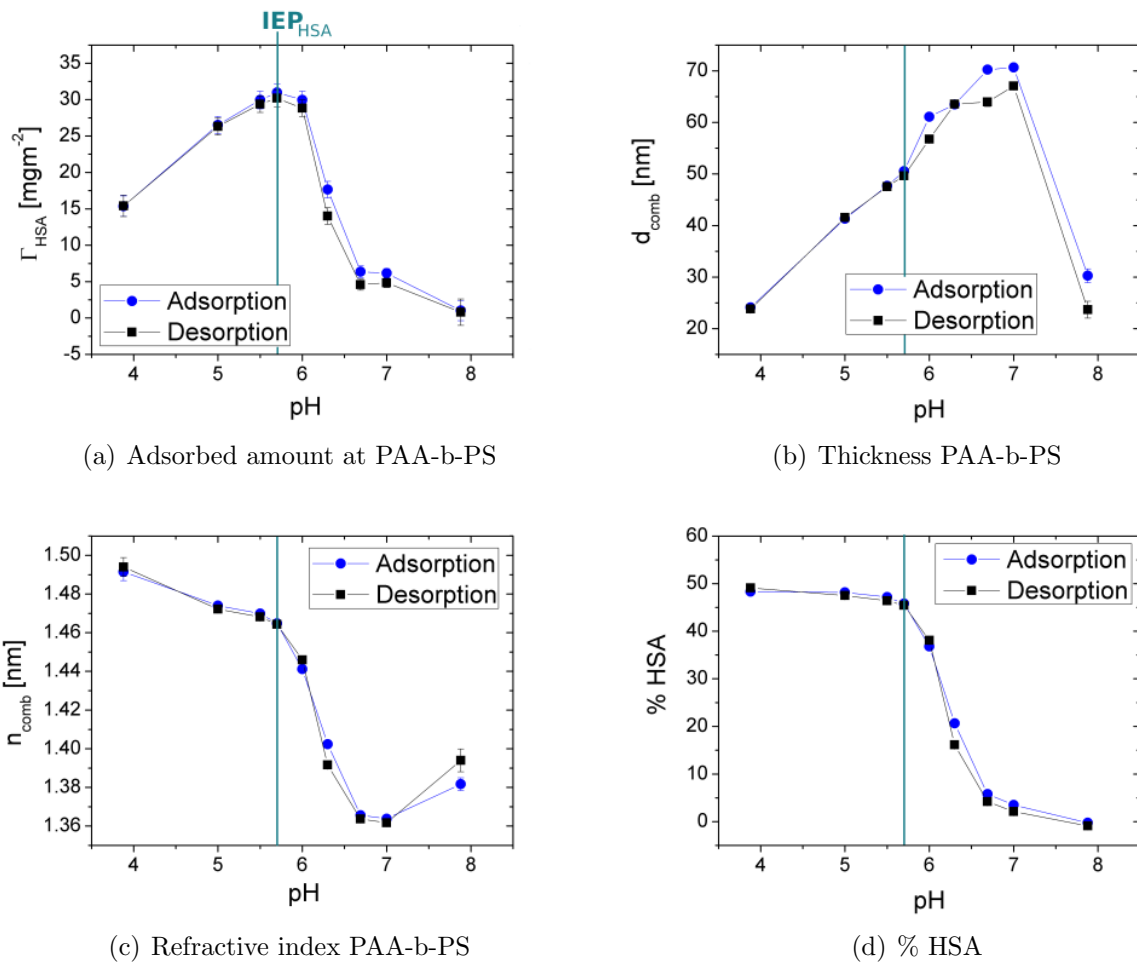 IEP_HSA
35
30
25
20
15
10
5
0
-5
Γ_HSA [mgm⁻²]
Adsorption
Desorption
4 5 6 7 8
pH
(a) Adsorbed amount at PAA-b-PS
70
60
50
40
30
20
d_comb [nm]
Adsorption
Desorption
4 5 6 7 8
pH
(b) Thickness PAA-b-PS
1.50
1.48
1.46
1.44
1.42
1.40
1.38
1.36
n_comb [nm]
Adsorption
Desorption
4 5 6 7 8
pH
(c) Refractive index PAA-b-PS
60
50
40
30
20
10
0
% HSA
Adsorption
Desorption
4 5 6 7 8
pH
(d) % HSA